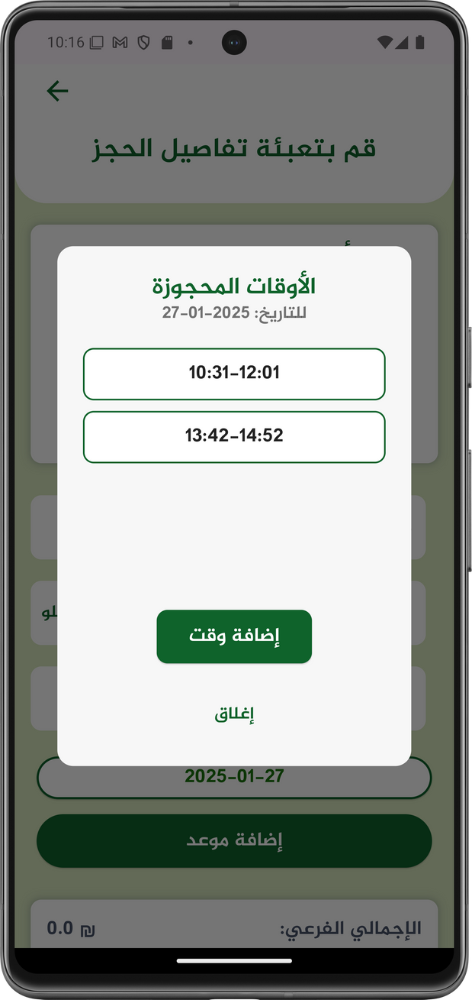 10:16
قم بتعبئة تفاصيل الحجز
الأوقات المحجوزة
للتاريخ: 2025-01-27
10:31-12:01
13:42-14:52
إضافة وقت
إغلاق
2025-01-27
إضافة موعد
الإجمالي الفرعي:
0.0 ₪